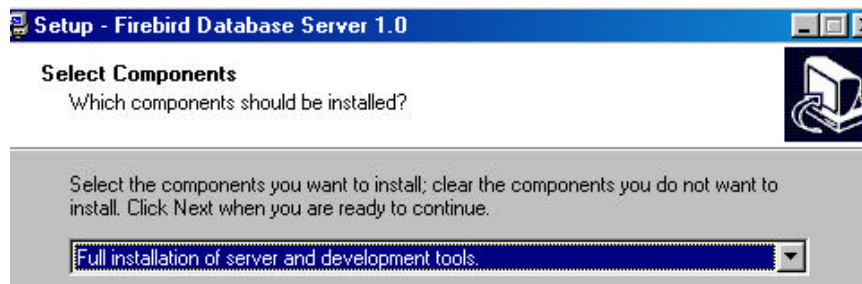 Setup - Firebird Database Server 1.0
Select Components
Which components should be installed?
Select the components you want to install; clear the components you do not want to
install. Click Next when you are ready to continue.
Full installation of server and development tools.